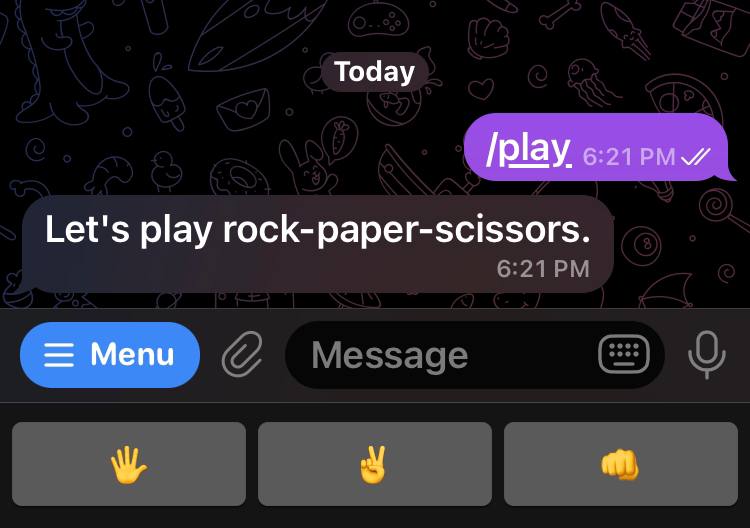 Today
/play 6:21 PM
Let's play rock-paper-scissors.
6:21 PM
Menu
Message
🖐 ✌ 👊